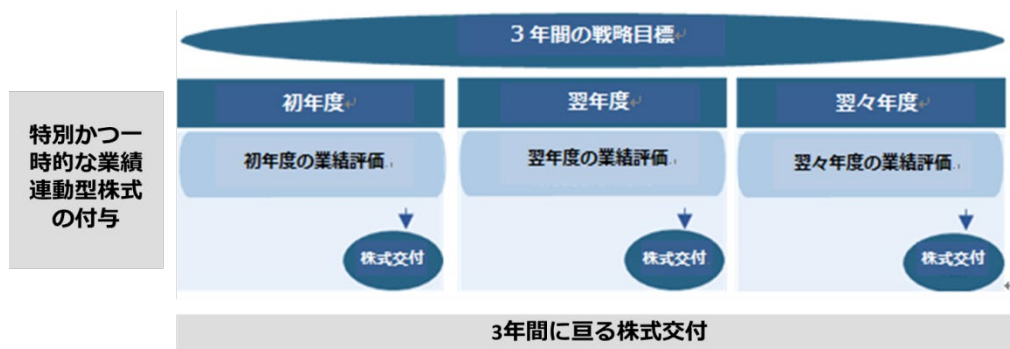 3年間の戦略目標
初年度
翌年度
翌々年度
特別かつ一
時的な業績
連動型株式
の付与
初年度の業績評価
翌年度の業績評価
翌々年度の業績評価
株式交付
株式交付
株式交付
3年間に亘る株式交付